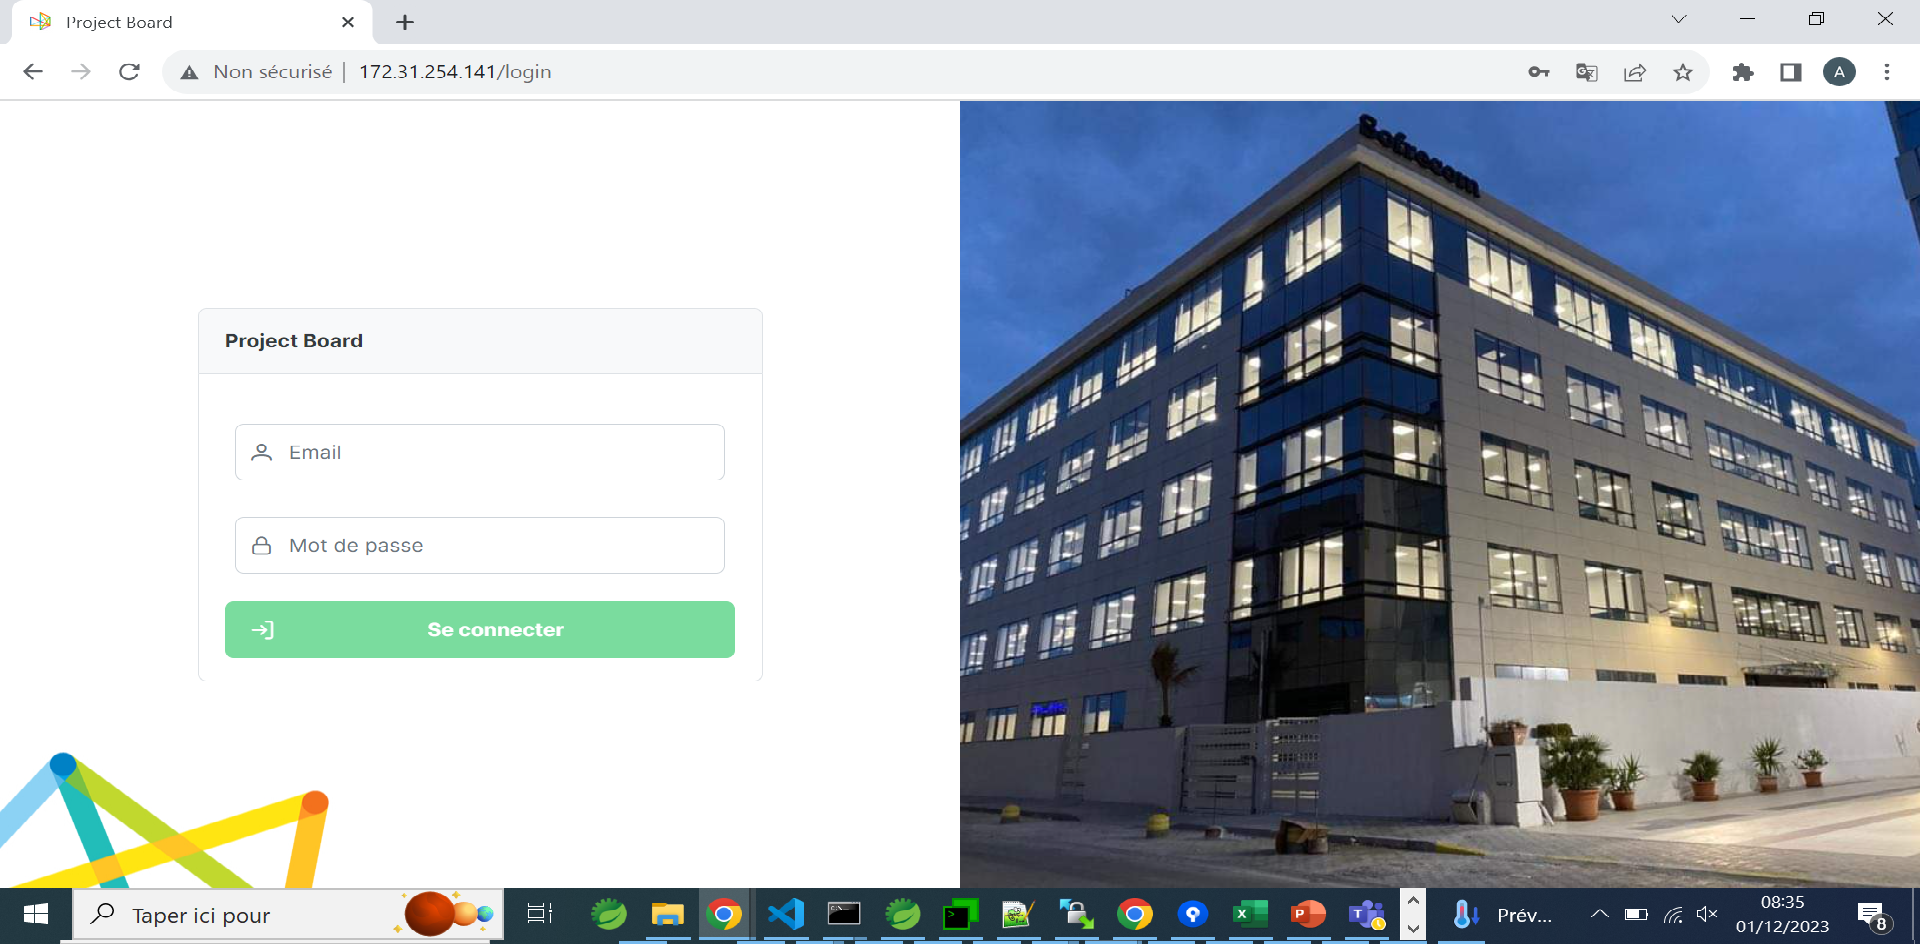 Project Board
Non sécurisé | 172.31.254.141/login
A
Sofrecom
Project Board
Email
Mot de passe
Se connecter
Taper ici pour
Prév...
08:35
01/12/2023
8